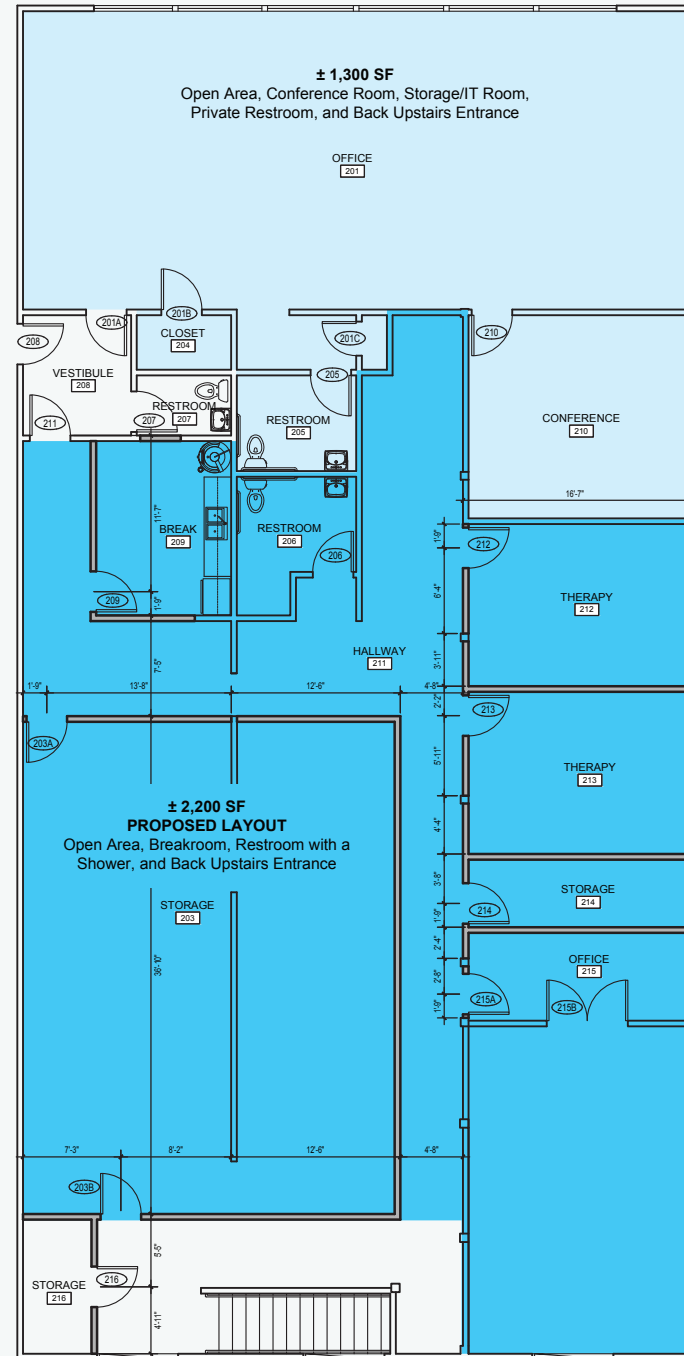 ± 1,300 SF
Open Area, Conference Room, Storage/IT Room,
Private Restroom, and Back Upstairs Entrance
OFFICE
201
201B
201A
208
CLOSET
204
201C
210
VESTIBULE
208
205
RESTROOM
207
207
211
RESTROOM
205
CONFERENCE
210
16'-7"
11'-7"
BREAK
209
RESTROOM
206
206
1'-9"
212
209
1'-9"
6'-4"
THERAPY
212
7'-5"
HALLWAY
211
3'-11"
1'-9"
13'-8"
12'-6"
4'-8"
2'-2"
213
203A
5'-11"
THERAPY
213
± 2,200 SF
PROPOSED LAYOUT
Open Area, Breakroom, Restroom with a
Shower, and Back Upstairs Entrance
4'-4"
3'-8"
STORAGE
203
STORAGE
214
214
1'-9"
2'-4"
OFFICE
215
36'-10"
2'-8"
215A
215B
1'-9"
7'-3"
8'-2"
12'-6"
4'-8"
203B
5'-5"
216
STORAGE
216
4'-11"